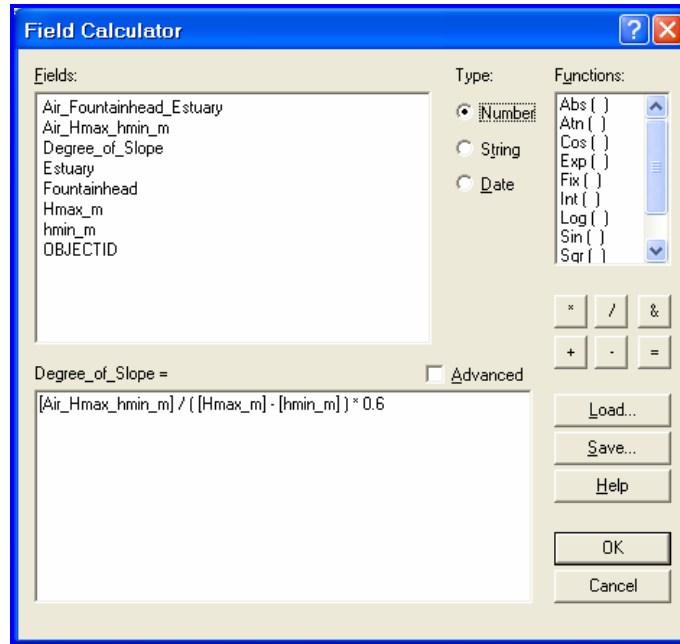 Field Calculator
Fields:
Air_Fountainhead_Estuary
Air_Hmax_hmin_m
Degree_of_Slope
Estuary
Fountainhead
Hmax_m
hmin_m
OBJECTID
Type:
Number
String
Date
Functions:
Abs ( )
Atn ( )
Cos ( )
Exp ( )
Fix ( )
Int ( )
Log ( )
Sin ( )
Sqr ( )
* / &
+ - =
Degree_of_Slope =
Advanced
[Air_Hmax_hmin_m] / ( [Hmax_m] - [hmin_m] ) * 0.6
Load...
Save...
Help
OK
Cancel